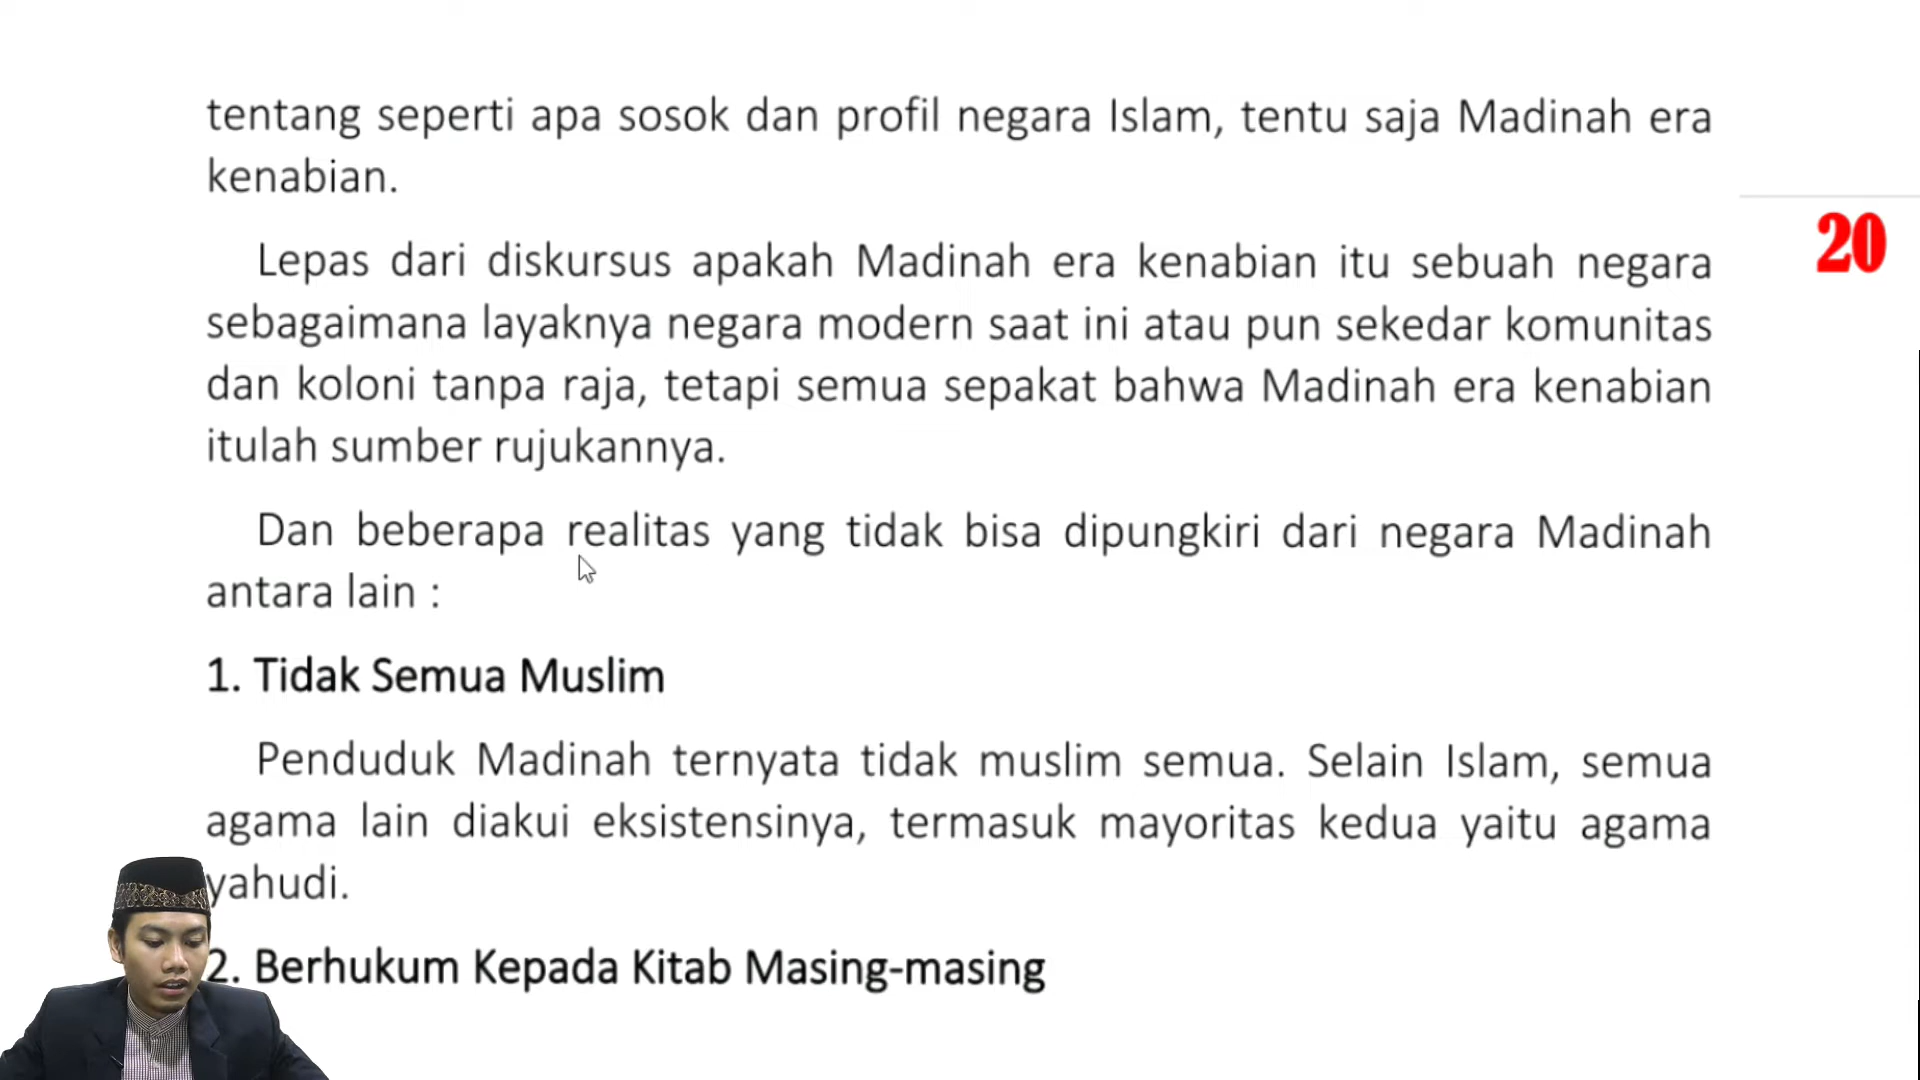 tentang seperti apa sosok dan profil negara Islam, tentu saja Madinah era
kenabian.
20
Lepas dari diskursus apakah Madinah era kenabian itu sebuah negara
sebagaimana layaknya negara modern saat ini atau pun sekedar komunitas
dan koloni tanpa raja, tetapi semua sepakat bahwa Madinah era kenabian
itulah sumber rujukannya.
Dan beberapa realitas yang tidak bisa dipungkiri dari negara Madinah
antara lain :
1. Tidak Semua Muslim
Penduduk Madinah ternyata tidak muslim semua. Selain Islam, semua
agama lain diakui eksistensinya, termasuk mayoritas kedua yaitu agama
yahudi.
2. Berhukum Kepada Kitab Masing-masing